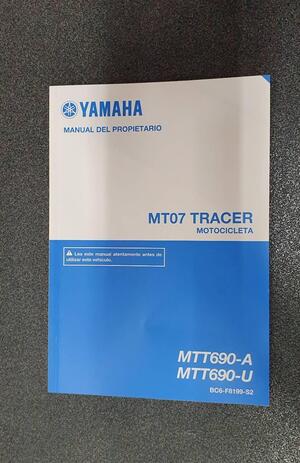 YAMAHA
MANUAL DEL PROPIETARIO
MT07 TRACER
MOTOCICLETA
Lea este manual atentamente antes de
utilizar este vehículo.
MTT690-A
MTT690-U
BC6-F8199-S2